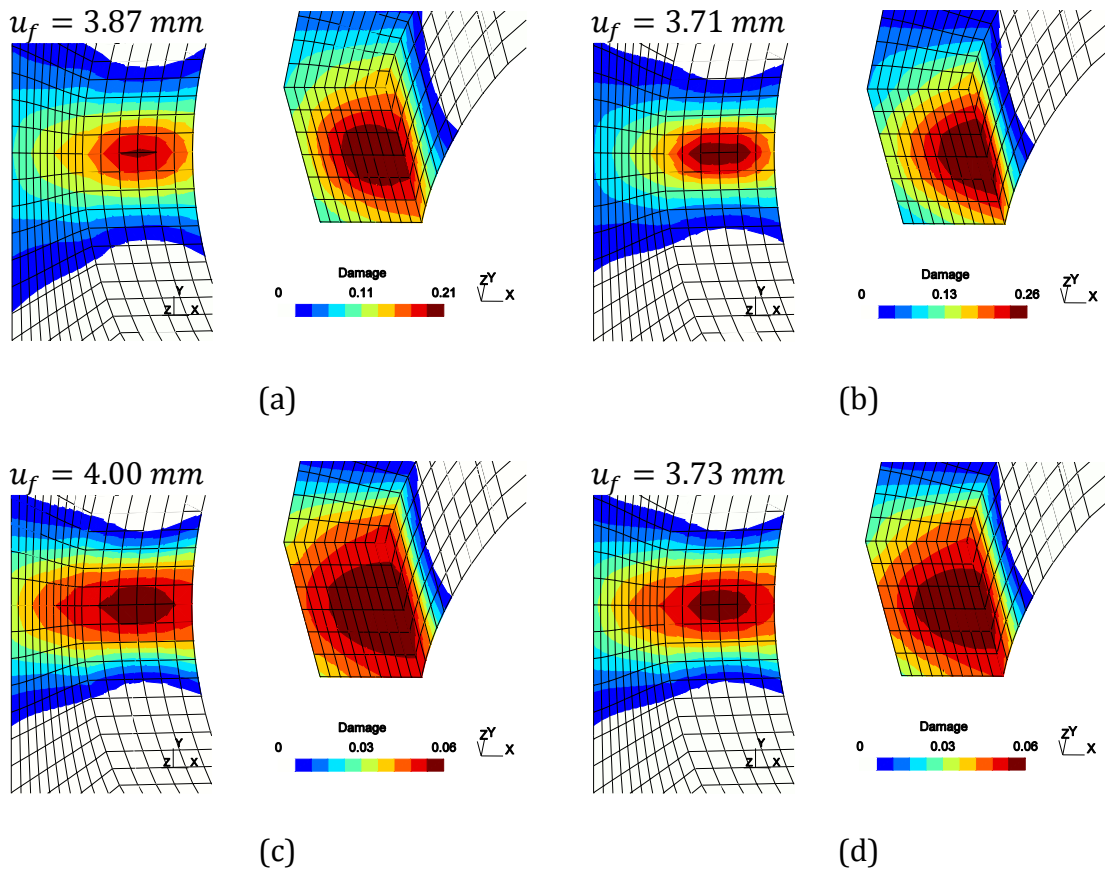 u_f = 3.87 mm
Damage
0 0.11 0.21
Y
Z X
ZY
X
(a)
u_f = 3.71 mm
Damage
0 0.13 0.26
Y
Z X
ZY
X
(b)
u_f = 4.00 mm
Damage
0 0.03 0.06
Y
Z X
ZY
X
(c)
u_f = 3.73 mm
Damage
0 0.03 0.06
Y
Z X
ZY
X
(d)